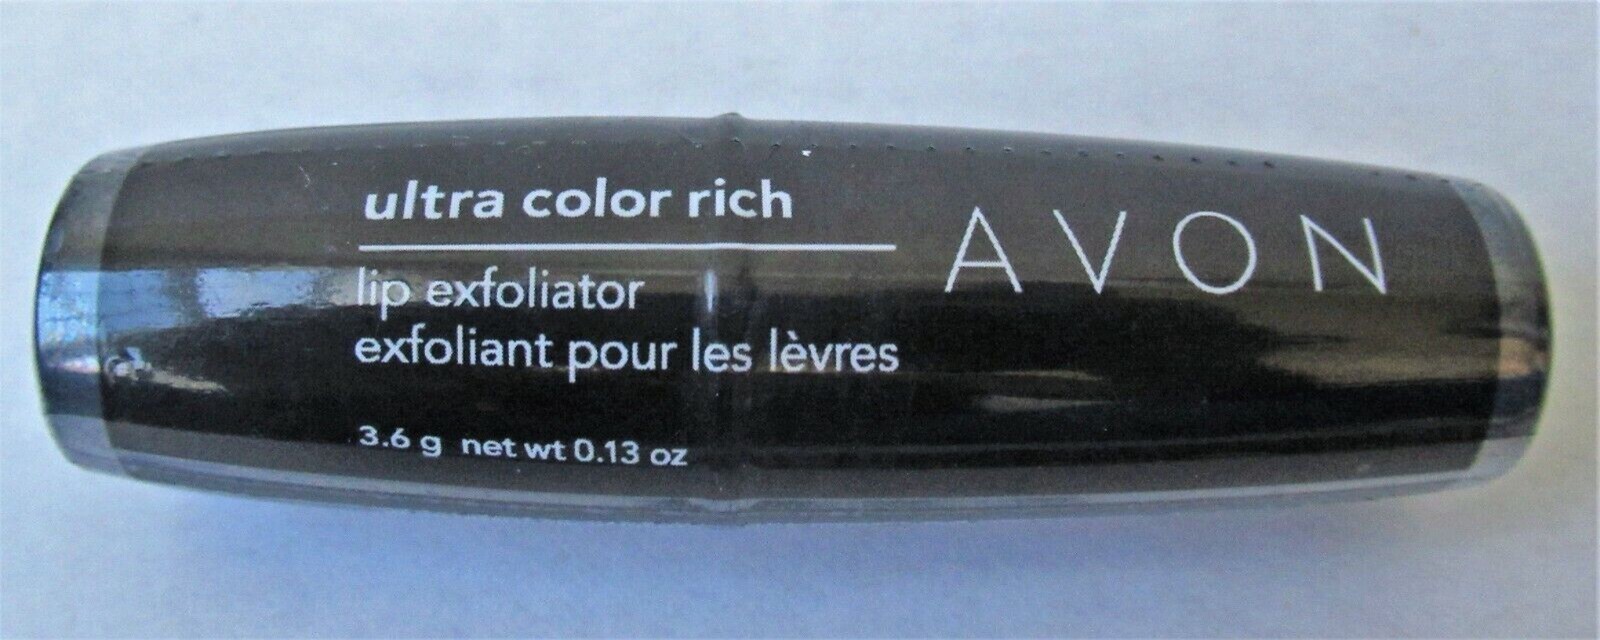 ultra color rich
AVON
lip exfoliator
exfoliant pour les lèvres
3.6 g net wt 0.13 oz